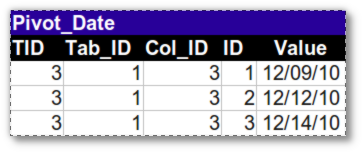 Pivot_Date
TID Tab_ID Col_ID ID Value
3 1 3 1 12/09/10
3 1 3 2 12/12/10
3 1 3 3 12/14/10